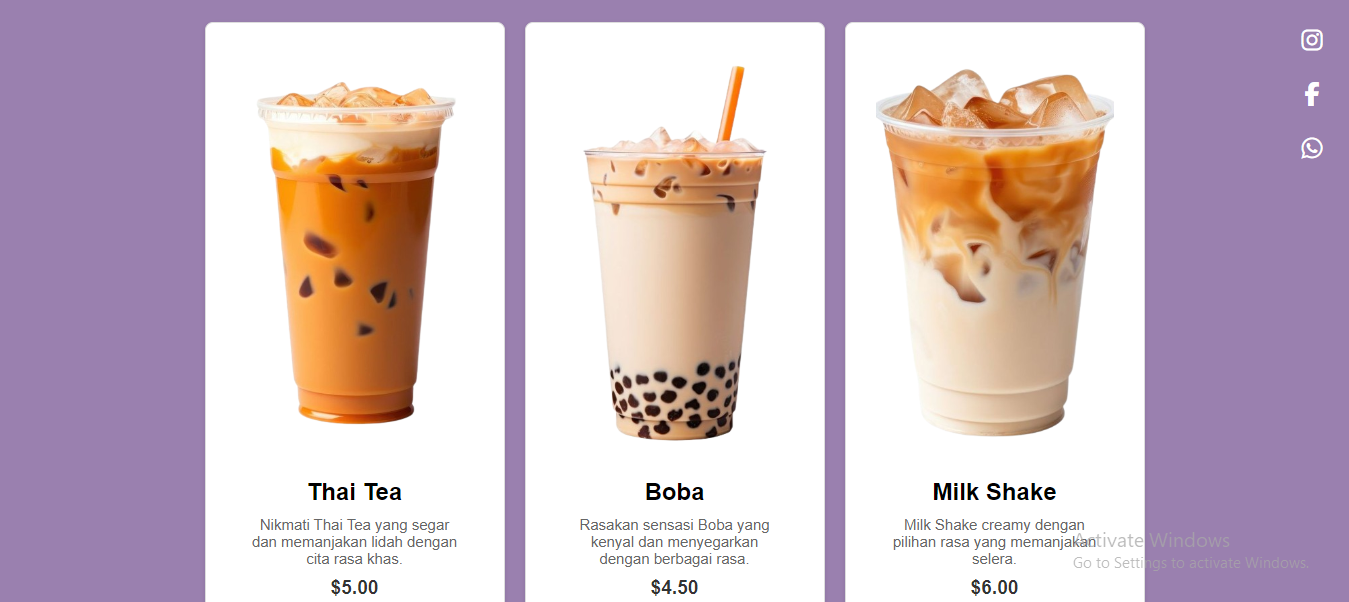 Thai Tea
Nikmati Thai Tea yang segar
dan memanjakan lidah dengan
cita rasa khas.
$5.00
Boba
Rasakan sensasi Boba yang
kenyal dan menyegarkan
dengan berbagai rasa.
$4.50
Milk Shake
Milk Shake creamy dengan
pilihan rasa yang memanjakan
selera.
$6.00
Activate Windows
Go to Settings to activate Windows.